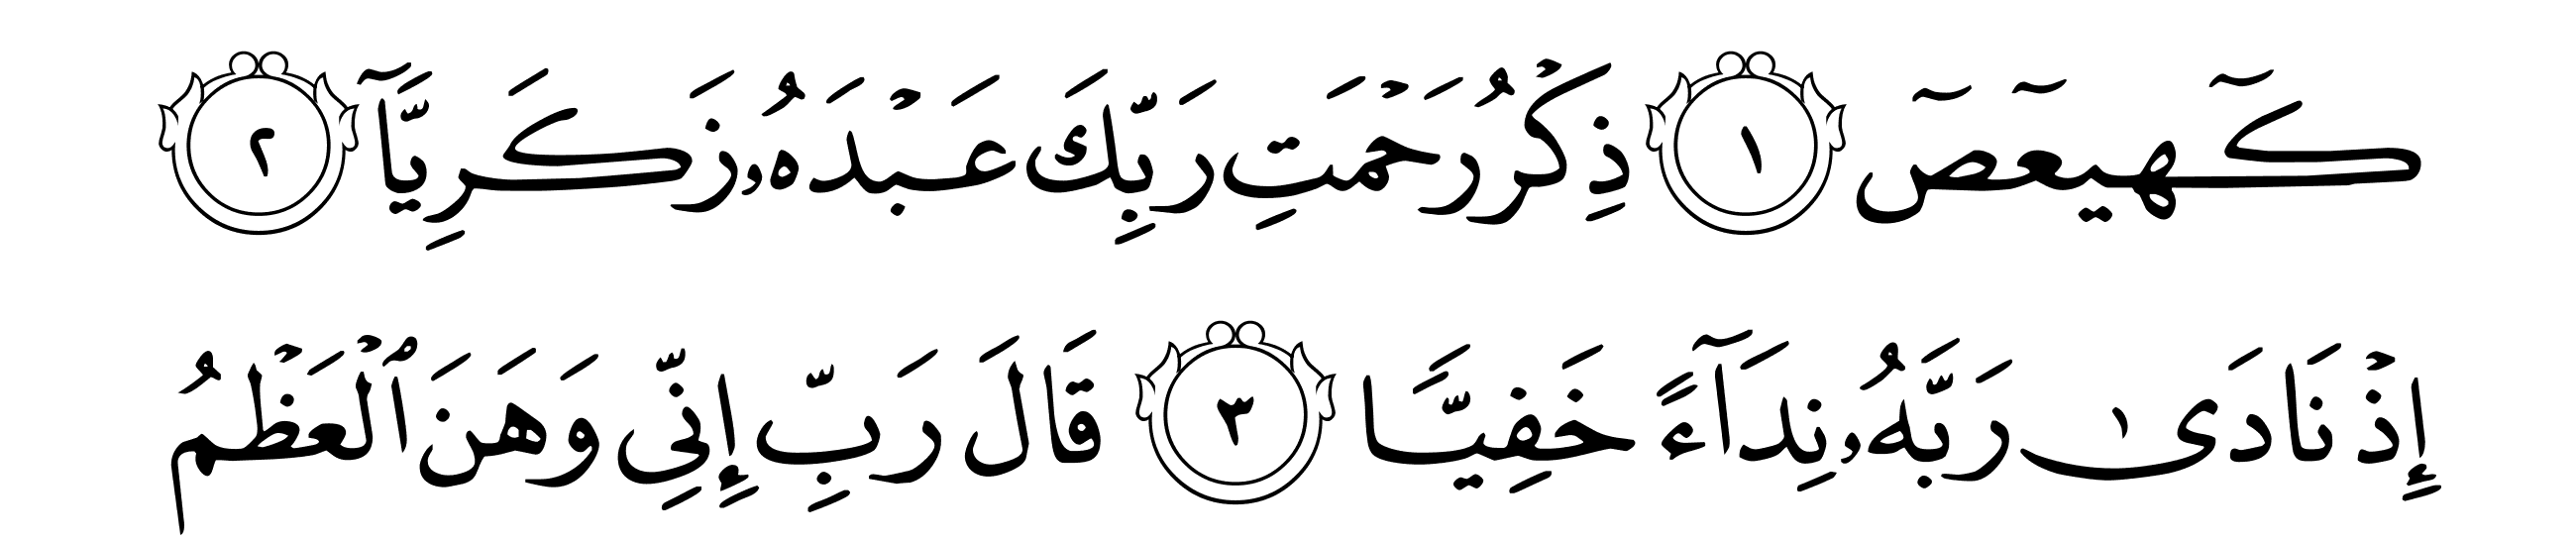 كٓهيعٓصٓ ١ ذِكْرُ رَحْمَتِ رَبِّكَ عَبْدَهُۥ زَكَرِيَّآ ٢
إِذْ نَادَىٰ رَبَّهُۥ نِدَآءً خَفِيًّا ٣ قَالَ رَبِّ إِنِّى وَهَنَ ٱلْعَظْمُ